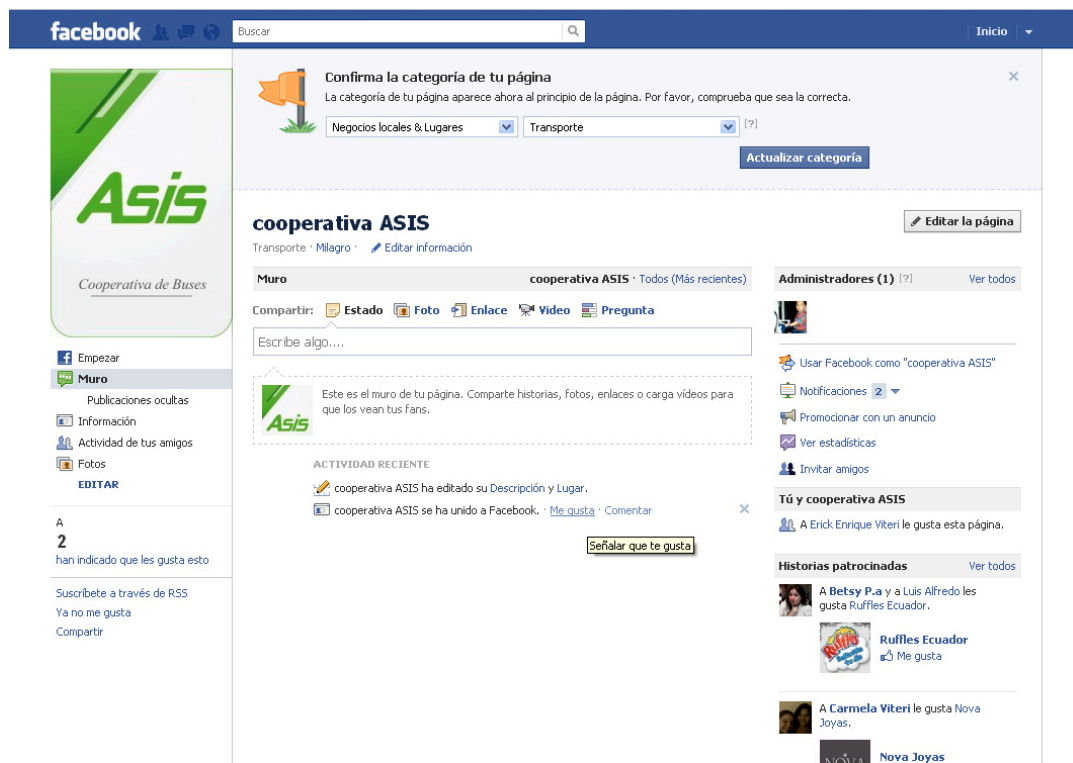 facebook
Buscar
Inicio
Asis
Cooperativa de Buses
Confirma la categoría de tu página
La categoría de tu página aparece ahora al principio de la página. Por favor, comprueba que sea la correcta.
Negocios locales & Lugares
Transporte
[?]
Actualizar categoría
cooperativa ASIS
Editar la página
Transporte · Milagro · Editar información
Muro
cooperativa ASIS · Todos (Más recientes)
Compartir: Estado Foto Enlace Video Pregunta
Escribe algo....
Asis
Este es el muro de tu página. Comparte historias, fotos, enlaces o carga vídeos para
que los vean tus fans.
ACTIVIDAD RECIENTE
cooperativa ASIS ha editado su Descripción y Lugar.
cooperativa ASIS se ha unido a Facebook. · Me gusta · Comentar
Señalar que te gusta
Empezar
Muro
Publicaciones ocultas
Información
Actividad de tus amigos
Fotos
EDITAR
A
2
han indicado que les gusta esto
Suscríbete a través de RSS
Ya no me gusta
Compartir
Administradores (1) [?]
Ver todos
Usar Facebook como "cooperativa ASIS"
Notificaciones 2
Promocionar con un anuncio
Ver estadísticas
Invitar amigos
Tú y cooperativa ASIS
A Erick Enrique Viteri le gusta esta página.
Historias patrocinadas
Ver todos
A Betsy P.a y a Luis Alfredo les
gusta Ruffles Ecuador.
Ruffles
Ruffles Ecuador
Me gusta
A Carmela Viteri le gusta Nova
Joyas.
NOVA
Nova Joyas